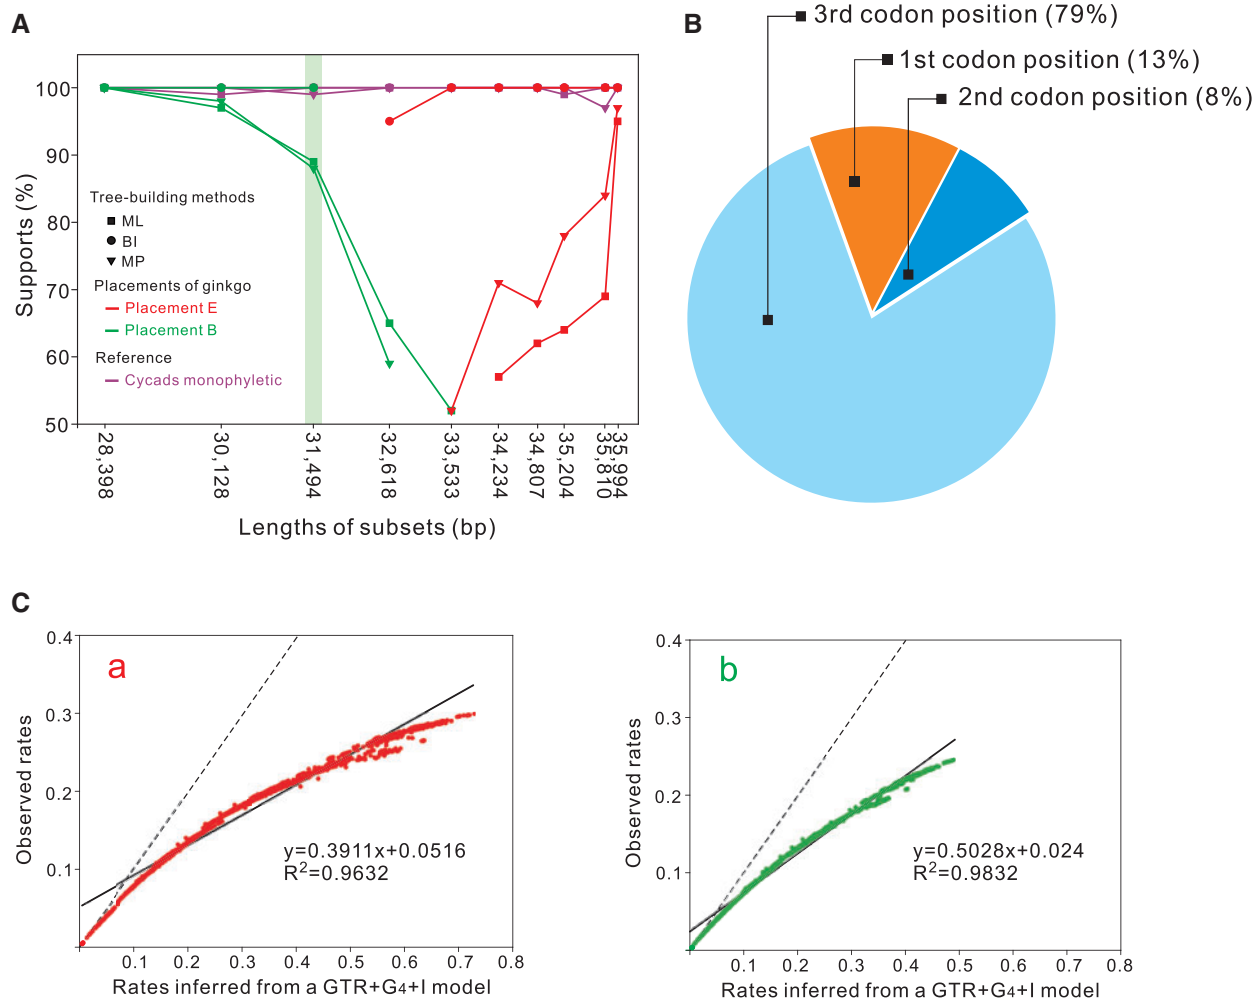 A
100
90
80
70
60
50
Supports (%)
Tree-building methods
ML
BI
MP
Placements of ginkgo
Placement E
Placement B
Reference
Cycads monophyletic
28,398
30,128
31,494
32,618
33,533
34,234
34,807
35,204
35,810
35,994
Lengths of subsets (bp)
B
3rd codon position (79%)
1st codon position (13%)
2nd codon position (8%)
C
a
0.4
0.3
0.2
0.1
Observed rates
y=0.3911x+0.0516
R²=0.9632
0.1 0.2 0.3 0.4 0.5 0.6 0.7 0.8
Rates inferred from a GTR+G4+I model
b
0.4
0.3
0.2
0.1
Observed rates
y=0.5028x+0.024
R²=0.9832
0.1 0.2 0.3 0.4 0.5 0.6 0.7 0.8
Rates inferred from a GTR+G4+I model